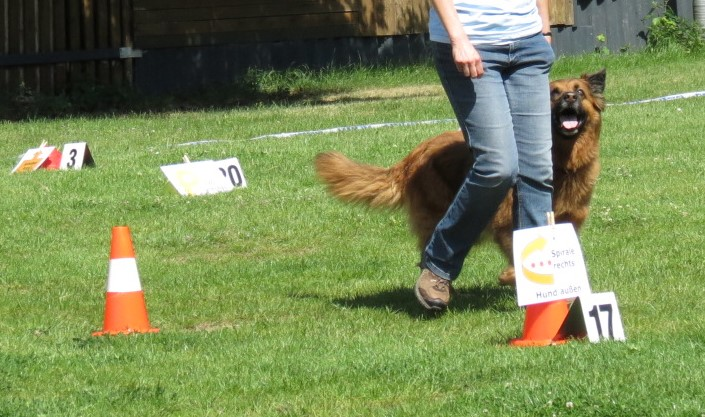 3
20
Spirale
rechts
Hund außen
17